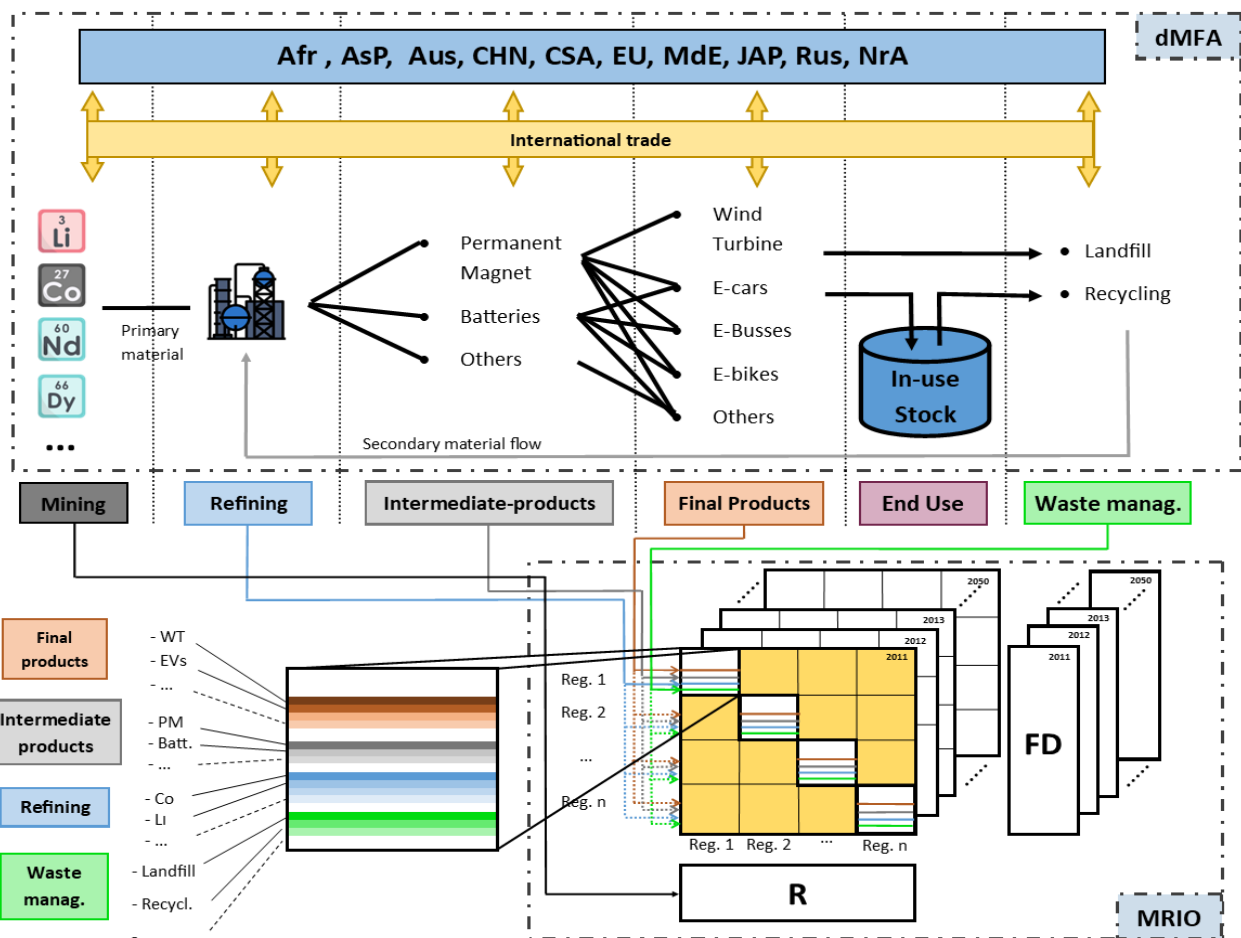 dMFA
Afr , AsP, Aus, CHN, CSA, EU, MdE, JAP, Rus, NrA
International trade
3
Li
27
Co
60
Nd
66
Dy
...
Primary
material
Permanent
Magnet
Batteries
Others
Wind
Turbine
E-cars
E-Busses
E-bikes
Others
In-use
Stock
Landfill
Recycling
Secondary material flow
Mining
Refining
Intermediate-products
Final Products
End Use
Waste manag.
Final
products
- WT
- EVs
- ...
Intermediate
products
- PM
- Batt.
- ...
Refining
- Co
- LI
- ...
Waste
manag.
- Landfill
- Recycl.
-
Reg. 1
Reg. 2
...
Reg. n
2050
2013
2012
2011
Reg. 1
Reg. 2
...
Reg. n
2050
2013
2012
2011
FD
R
MRIO